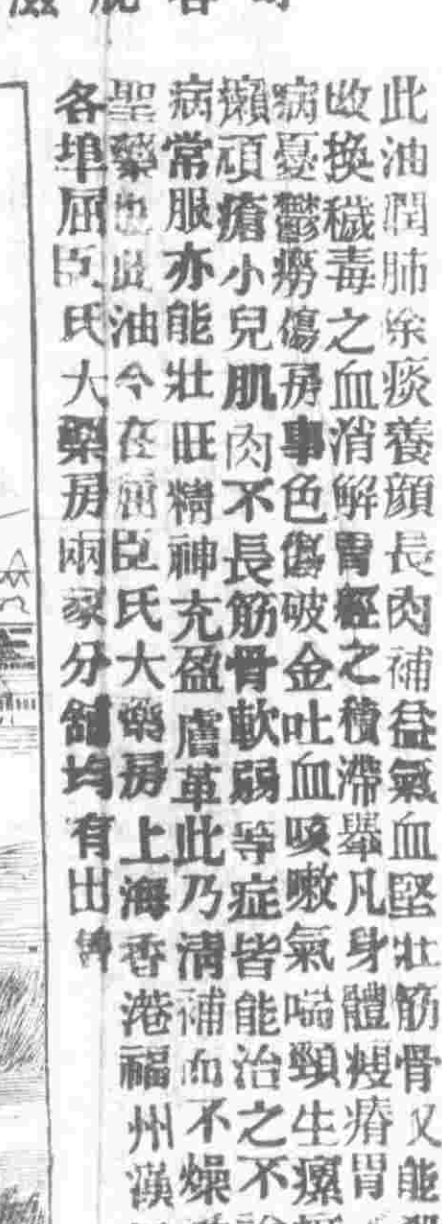 此油潤肺除痰養顏長肉補益氣血堅壯筋骨又能
收換穢毒之血消解胃經之積滯舉凡身體痠瘠胃
病憂鬱癆傷房事色傷破金吐血咳嗽氣喘頸生瘰
癩頑瘡小兒肌肉不長筋骨軟弱等症皆能治之不
病常服亦能壯旺精神充盈膚革此乃清補而不燥
聖藥也此油今在屈臣氏大藥房上海香港福州漢
各埠屈臣氏大藥房兩家分舖均有出售